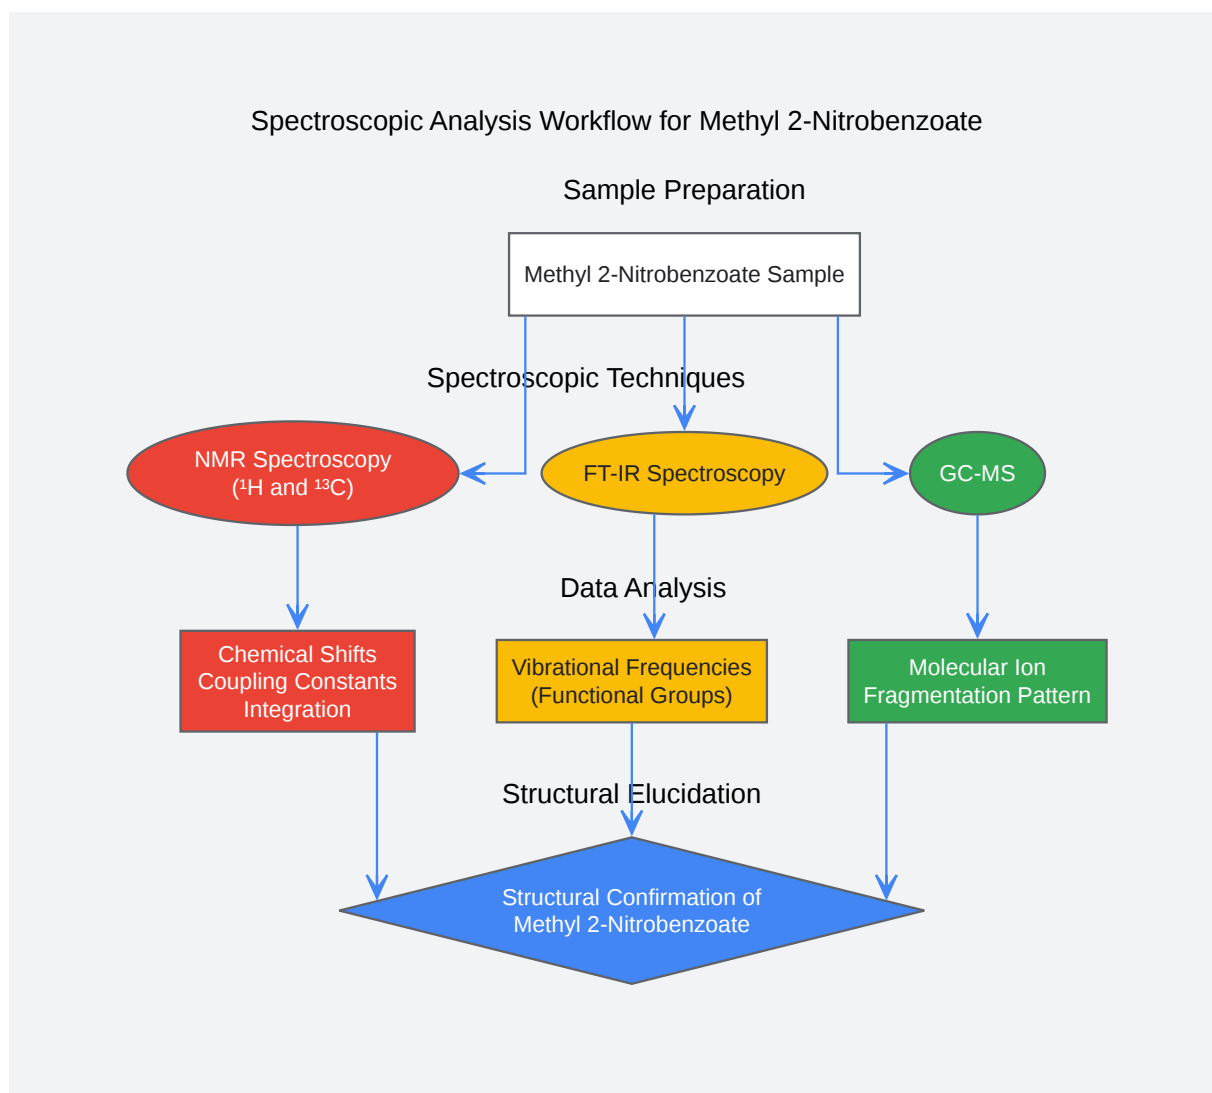 Spectroscopic Analysis Workflow for Methyl 2-Nitrobenzoate
Sample Preparation
Methyl 2-Nitrobenzoate Sample
Spectroscopic Techniques
NMR Spectroscopy
(¹H and ¹³C)
FT-IR Spectroscopy
GC-MS
Data Analysis
Chemical Shifts
Coupling Constants
Integration
Vibrational Frequencies
(Functional Groups)
Molecular Ion
Fragmentation Pattern
Structural Elucidation
Structural Confirmation of
Methyl 2-Nitrobenzoate